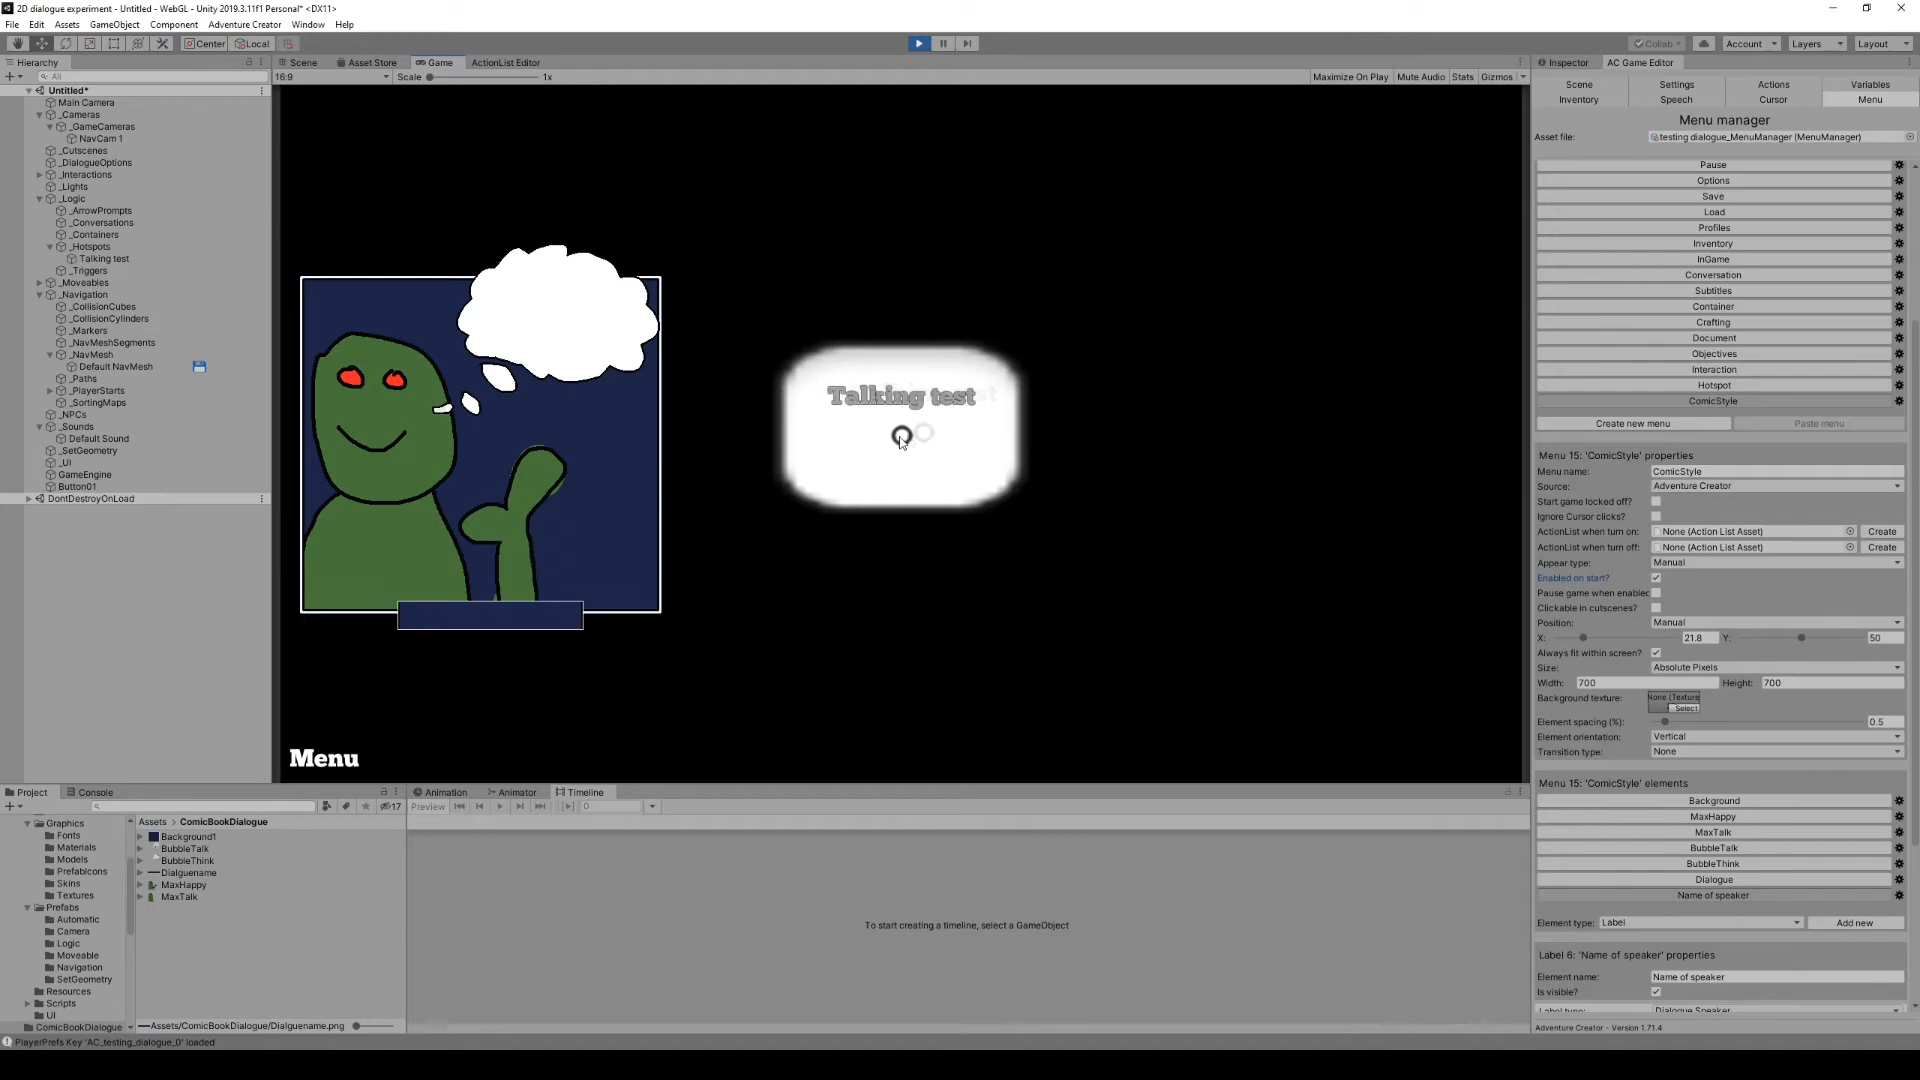 2D dialogue experiment - Untitled - WebGL - Unity 2019.3.11f1 Personal* <DX11>
File Edit Assets GameObject Component Adventure Creator Window Help
Center Local Collab Account Layers Layout
Hierarchy
All
Untitled*
Main Camera
_Cameras
_GameCameras
NavCam 1
_Cutscenes
_DialogueOptions
_Interactions
_Lights
_Logic
_ArrowPrompts
_Conversations
_Containers
_Hotspots
Talking test
_Triggers
_Moveables
_Navigation
_CollisionCubes
_CollisionCylinders
_Markers
_NavMeshSegments
_NavMesh
Default NavMesh
_Paths
_PlayerStarts
_SortingMaps
_NPCs
_Sounds
Default Sound
_SetGeometry
_UI
GameEngine
Button01
DontDestroyOnLoad
Scene Asset Store Game ActionList Editor
16:9 Scale 1x Maximize On Play Mute Audio Stats Gizmos
Talking test
Menu
Inspector AC Game Editor
Scene Settings Actions Variables
Inventory Speech Cursor Menu
Menu manager
Asset file: testing dialogue_MenuManager (MenuManager)
Pause
Options
Save
Load
Profiles
Inventory
InGame
Conversation
Subtitles
Container
Crafting
Document
Objectives
Interaction
Hotspot
ComicStyle
Create new menu Paste menu
Menu 15: 'ComicStyle' properties
Menu name: ComicStyle
Source: Adventure Creator
Start game locked off?
Ignore Cursor clicks?
ActionList when turn on: None (Action List Asset) Create
ActionList when turn off: None (Action List Asset) Create
Appear type: Manual
Enabled on start?
Pause game when enabled
Clickable in cutscenes?
Position: Manual
X: 21.8 Y: 50
Always fit within screen?
Size: Absolute Pixels
Width: 700 Height: 700
Background texture: None (Texture
Select
Element spacing (%): 0.5
Element orientation: Vertical
Transition type: None
Menu 15: 'ComicStyle' elements
Background
MaxHappy
MaxTalk
BubbleTalk
BubbleThink
Dialogue
Name of speaker
Element type: Label Add new
Label 6: 'Name of speaker' properties
Element name: Name of speaker
Is visible?
Label type: Dialogue Speaker
Adventure Creator - Version 1.71.4
Project Console
17
Graphics
Fonts
Materials
Models
PrefabIcons
Skins
Textures
Prefabs
Automatic
Camera
Logic
Moveable
Navigation
SetGeometry
Resources
Scripts
UI
ComicBookDialogue
Assets ComicBookDialogue
Background1
BubbleTalk
BubbleThink
Dialguename
MaxHappy
MaxTalk
Assets/ComicBookDialogue/Dialguename.png
Animation Animator Timeline
Preview 0
To start creating a timeline, select a GameObject
PlayerPrefs Key 'AC_testing_dialogue_0' loaded